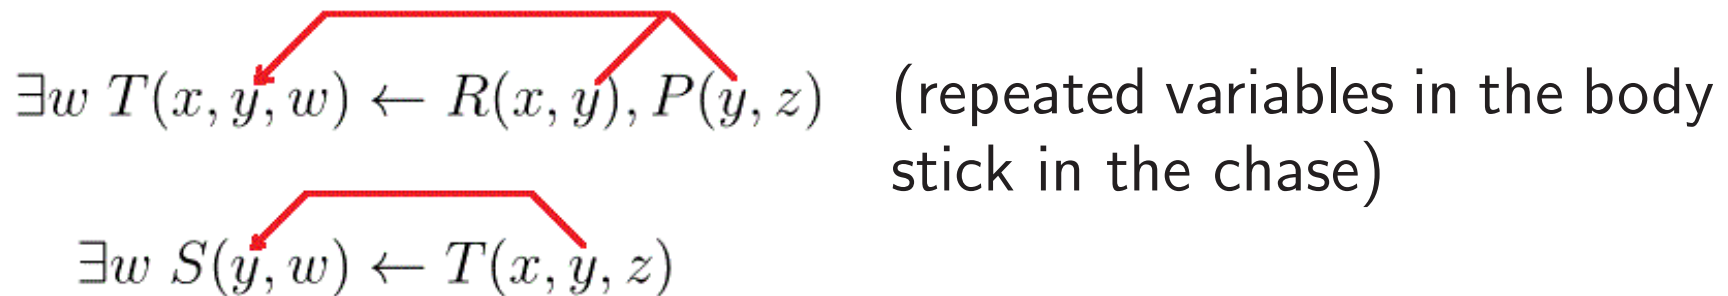 ∃w T(x, y, w) ← R(x, y), P(y, z) (repeated variables in the body
stick in the chase)
∃w S(y, w) ← T(x, y, z)